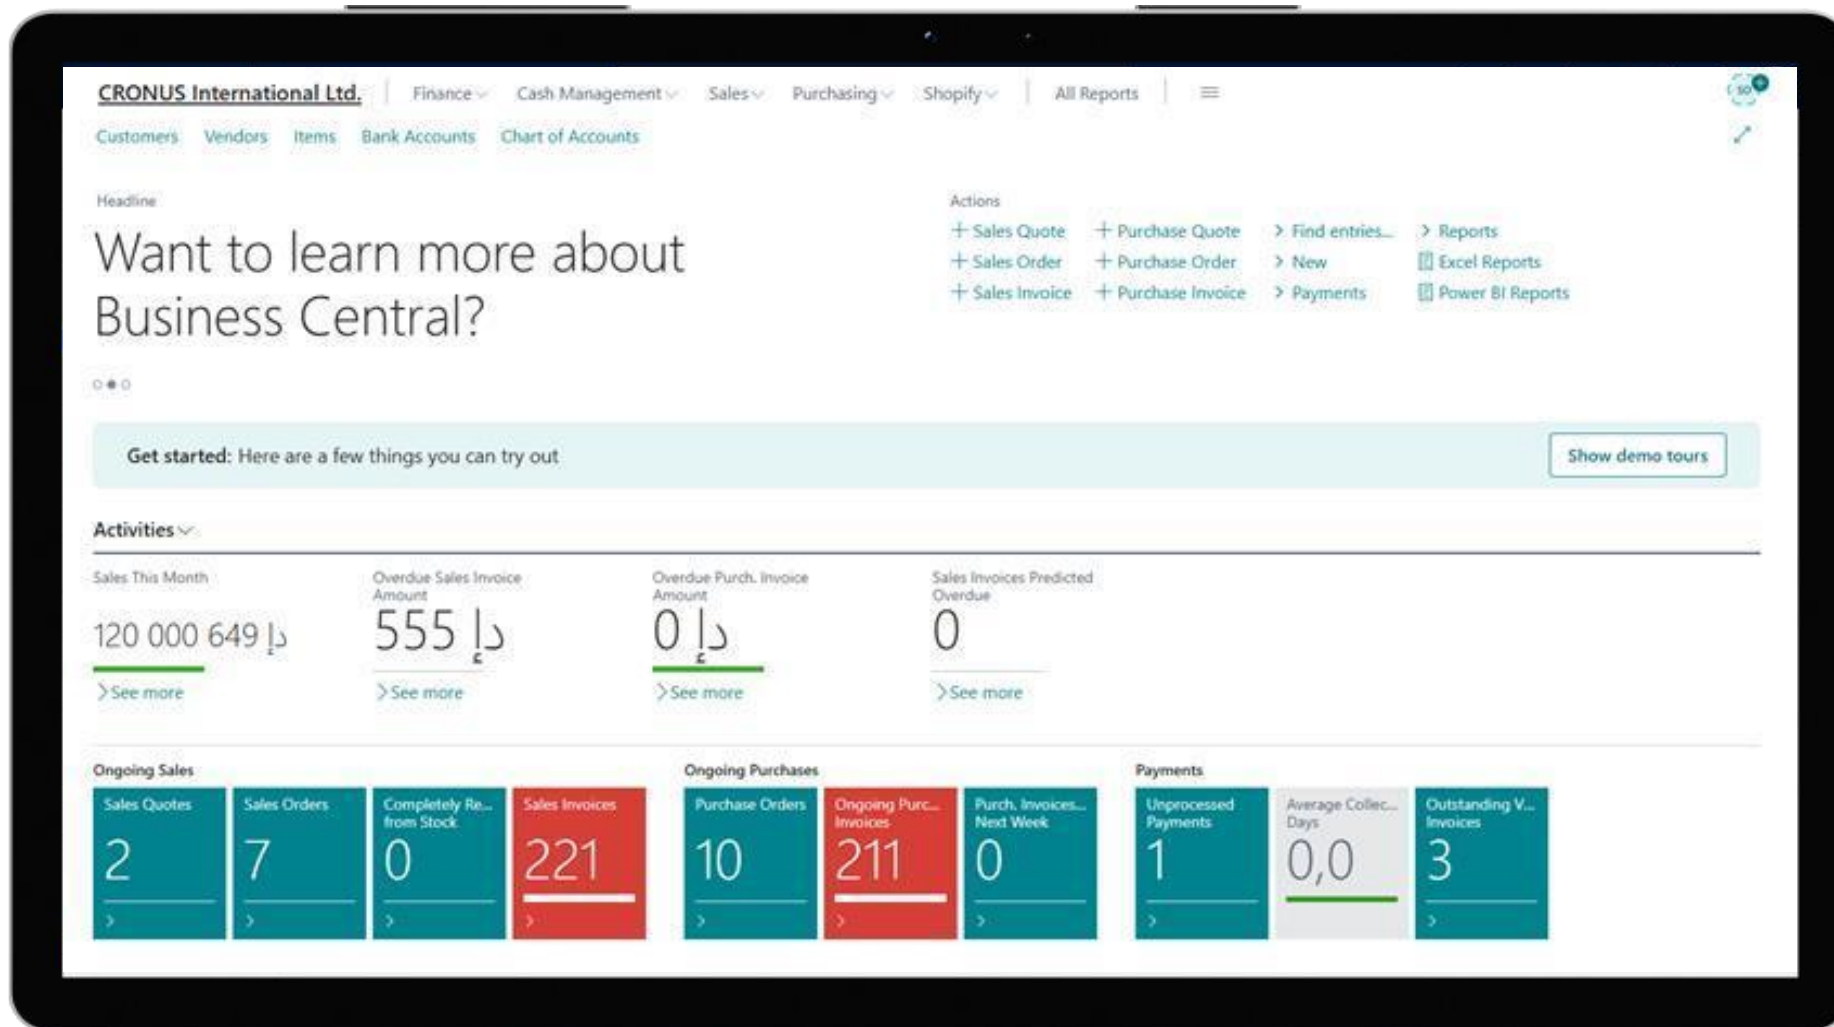 CRONUS International Ltd. Finance Cash Management Sales Purchasing Shopify All Reports
SO
Customers Vendors Items Bank Accounts Chart of Accounts
Headline
Want to learn more about
Business Central?
Actions
+ Sales Quote + Purchase Quote > Find entries... > Reports
+ Sales Order + Purchase Order > New Excel Reports
+ Sales Invoice + Purchase Invoice > Payments Power BI Reports
Get started: Here are a few things you can try out
Show demo tours
Activities
Sales This Month
120 000 649 د.إ
>See more
Overdue Sales Invoice
Amount
555 د.إ
>See more
Overdue Purch. Invoice
Amount
0 د.إ
>See more
Sales Invoices Predicted
Overdue
0
>See more
Ongoing Sales
Sales Quotes
2
>
Sales Orders
7
>
Completely Re...
from Stock
0
>
Sales Invoices
221
>
Ongoing Purchases
Purchase Orders
10
>
Ongoing Purc...
Invoices
211
>
Purch. Invoices...
Next Week
0
>
Payments
Unprocessed
Payments
1
>
Average Collec...
Days
0,0
Outstanding V...
Invoices
3
>